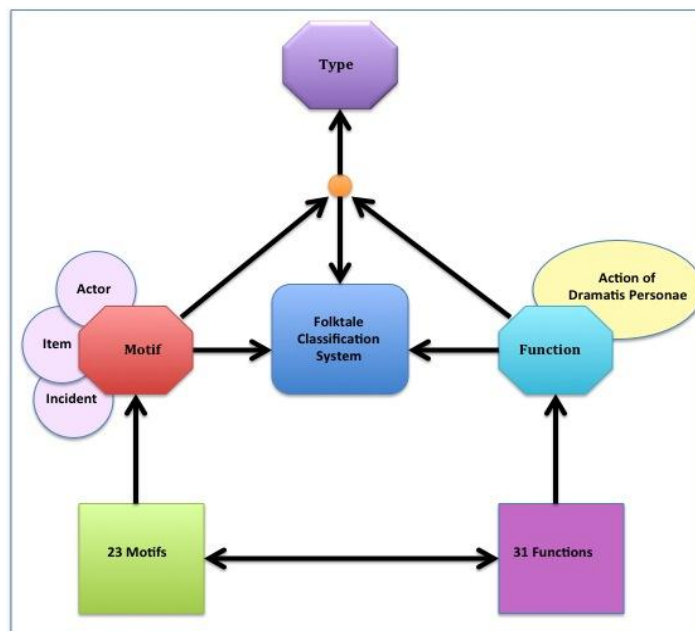 Type
Actor
Item
Incident
Motif
Folktale
Classification
System
Action of
Dramatis Personae
Function
23 Motifs
31 Functions